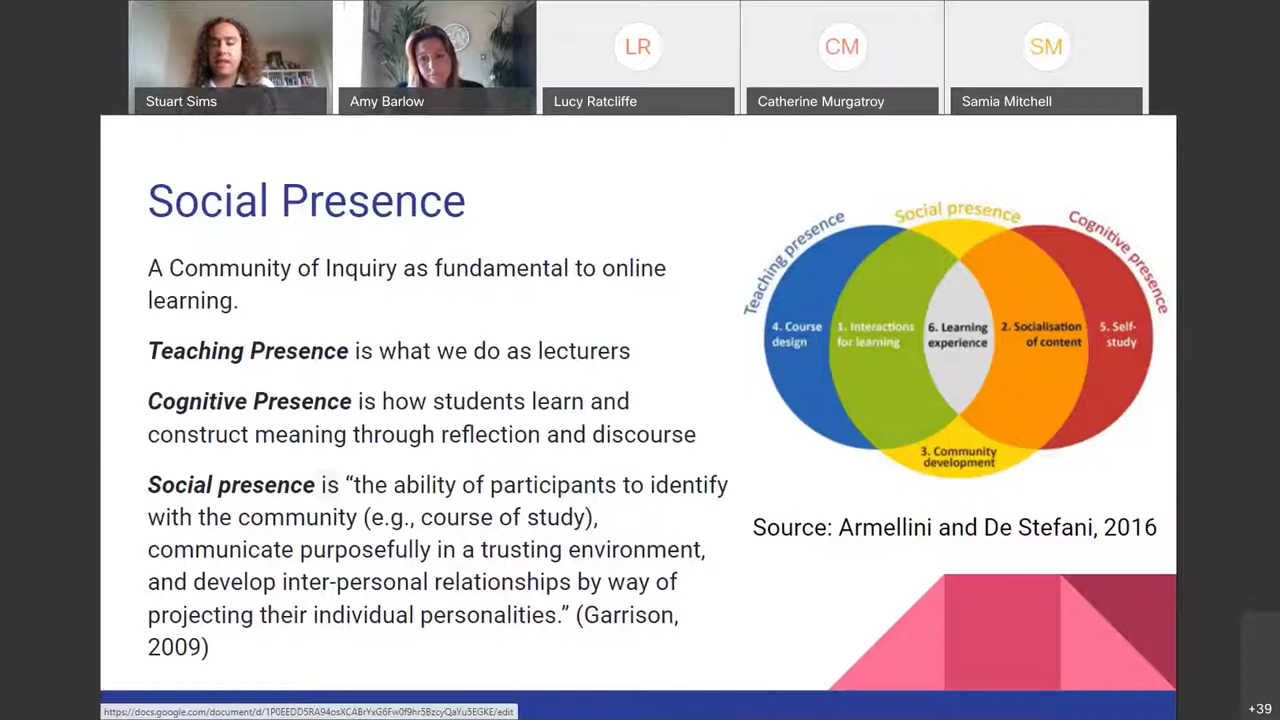 LR
CM
SM
Stuart Sims
Amy Barlow
Lucy Ratcliffe
Catherine Murgatroy
Samia Mitchell
Social Presence
A Community of Inquiry as fundamental to online
learning.
Teaching Presence is what we do as lecturers
Cognitive Presence is how students learn and
construct meaning through reflection and discourse
Social presence is “the ability of participants to identify
with the community (e.g., course of study),
communicate purposefully in a trusting environment,
and develop inter-personal relationships by way of
projecting their individual personalities.” (Garrison,
2009)
Teaching presence
Social presence
Cognitive presence
4. Course
design
1. Interactions
for learning
6. Learning
experience
2. Socialisation
of content
5. Self-
study
3. Community
development
Source: Armellini and De Stefani, 2016
+39